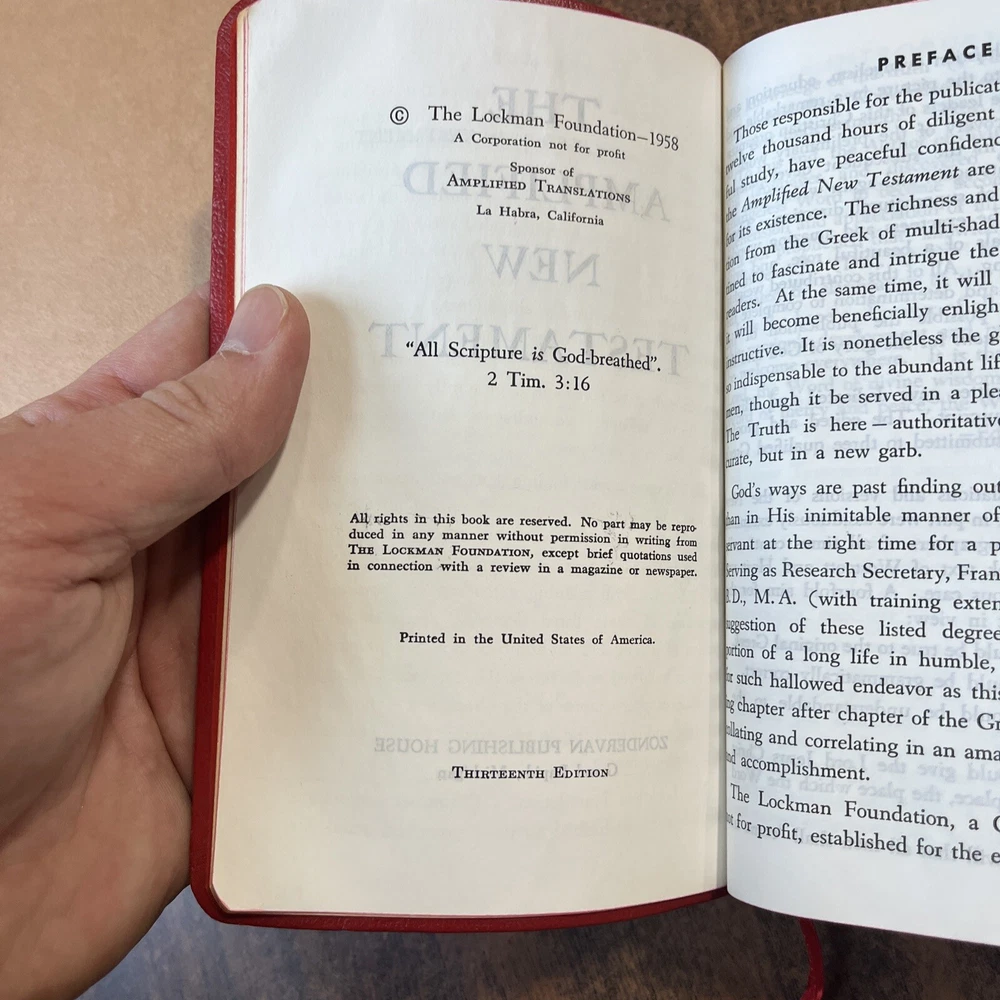 © The Lockman Foundation—1958
A Corporation not for profit
Sponsor of
AMPLIFIED TRANSLATIONS
La Habra, California
“All Scripture is God-breathed”.
2 Tim. 3:16
All rights in this book are reserved. No part may be repro-
duced in any manner without permission in writing from
THE LOCKMAN FOUNDATION, except brief quotations used
in connection with a review in a magazine or newspaper.
Printed in the United States of America.
THIRTEENTH EDITION
THE
AMPLIFIED
NEW
TESTAMENT
ZONDERVAN PUBLISHING HOUSE
PREFACE
Those responsible for the publicat
twelve thousand hours of diligent
study, have peaceful confidenc
the Amplified New Testament are
for its existence. The richness and
from the Greek of multi-shad
to fascinate and intrigue the
readers. At the same time, it will
will become beneficially enligh
instructive. It is nonetheless the g
so indispensable to the abundant lif
men, though it be served in a ple
The Truth is here — authoritative
curate, but in a new garb.
God's ways are past finding out
than in His inimitable manner of
servant at the right time for a p
Serving as Research Secretary, Fran
B.D., M.A. (with training exten
suggestion of these listed degree
portion of a long life in humble,
for such hallowed endeavor as this
chapter after chapter of the Gr
collating and correlating in an ama
and accomplishment.
The Lockman Foundation, a C
not for profit, established for the e